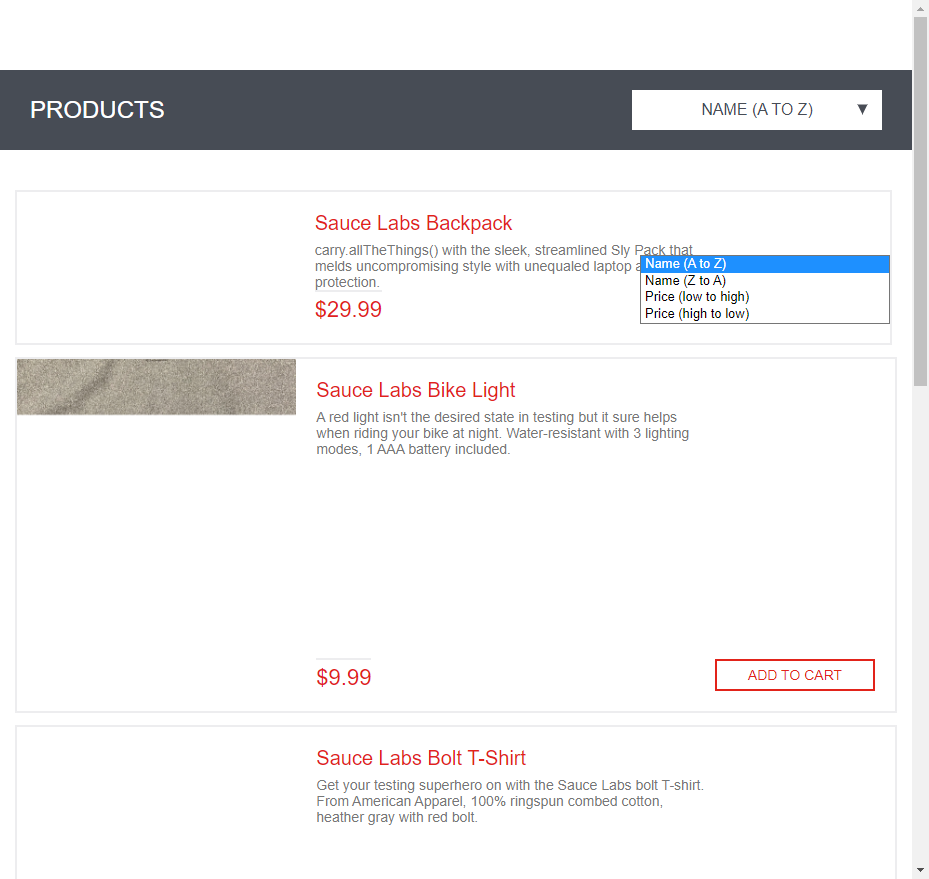 PRODUCTS
NAME (A TO Z)
Sauce Labs Backpack
carry.allTheThings() with the sleek, streamlined Sly Pack that
melds uncompromising style with unequaled laptop
protection.
$29.99
Name (A to Z)
Name (Z to A)
Price (low to high)
Price (high to low)
Sauce Labs Bike Light
A red light isn't the desired state in testing but it sure helps
when riding your bike at night. Water-resistant with 3 lighting
modes, 1 AAA battery included.
$9.99
ADD TO CART
Sauce Labs Bolt T-Shirt
Get your testing superhero on with the Sauce Labs bolt T-shirt.
From American Apparel, 100% ringspun combed cotton,
heather gray with red bolt.